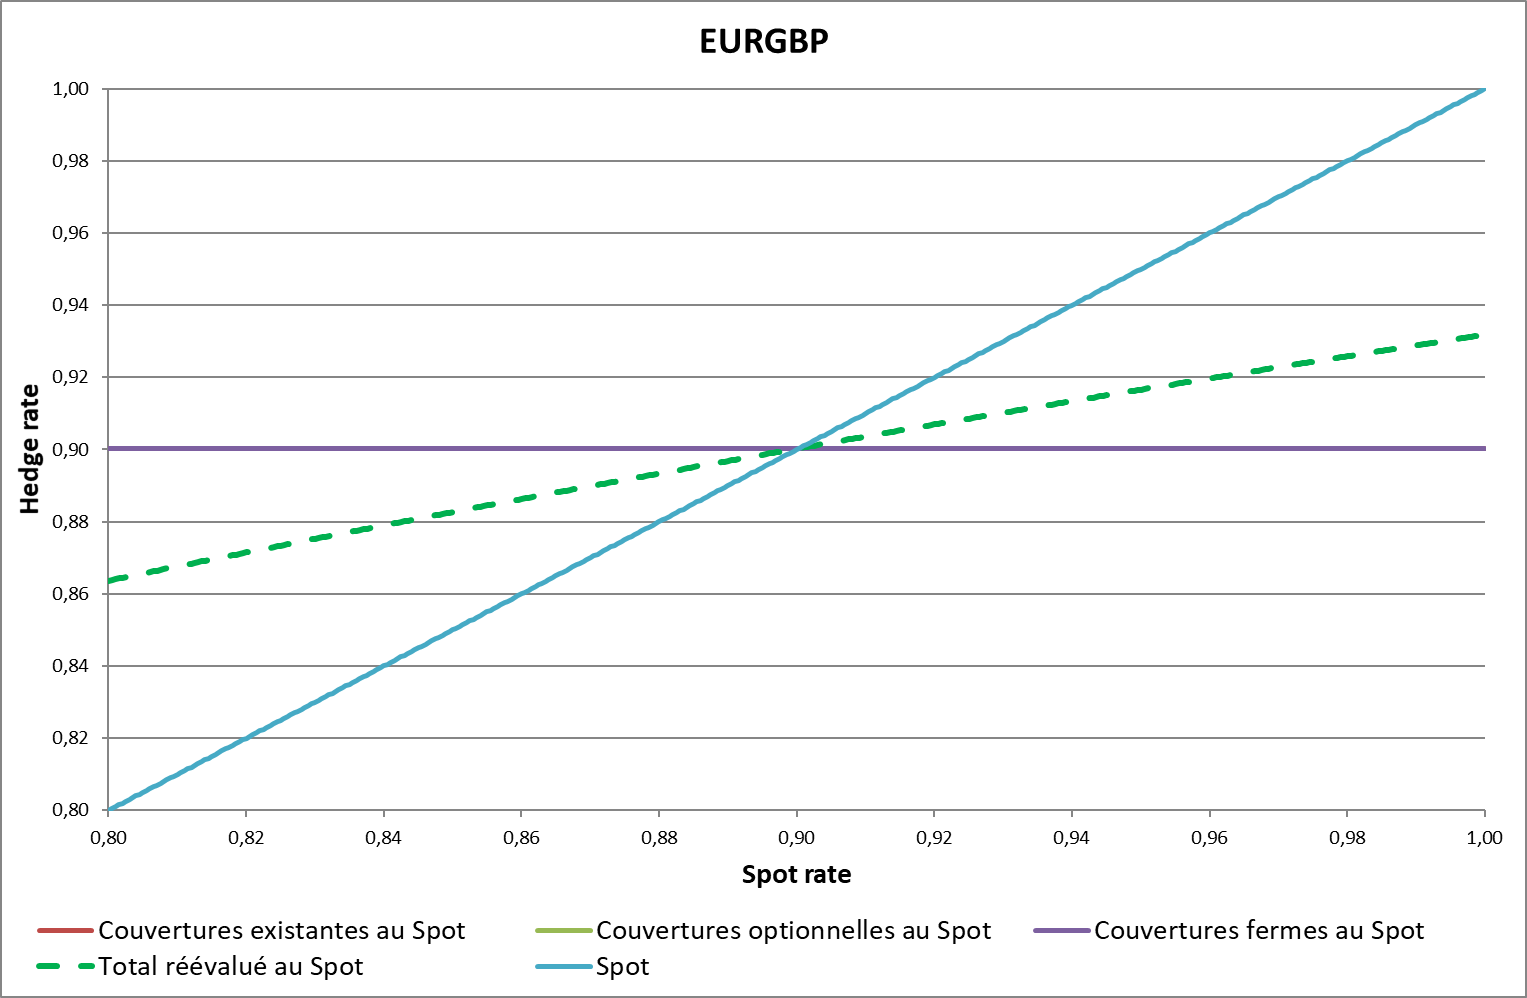 EURGBP
1,00
0,98
0,96
0,94
0,92
0,90
0,88
0,86
0,84
0,82
0,80
Hedge rate
0,80 0,82 0,84 0,86 0,88 0,90 0,92 0,94 0,96 0,98 1,00
Spot rate
Couvertures existantes au Spot Couvertures optionnelles au Spot Couvertures fermes au Spot
Total réévalué au Spot Spot